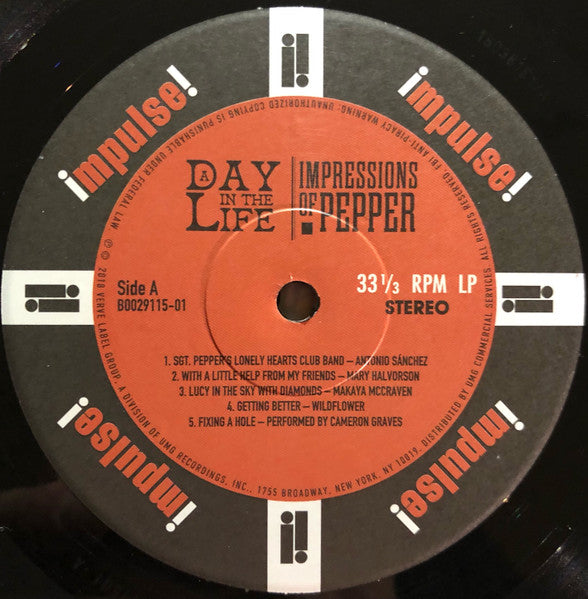 impulse!
impulse!
A DAY
IN THE
LIFE
IMPRESSIONS
OF PEPPER
Side A
B0029115-01
33 1/3 RPM LP
STEREO
1. SGT. PEPPER'S LONELY HEARTS CLUB BAND – ANTONIO SÁNCHEZ
2. WITH A LITTLE HELP FROM MY FRIENDS – MARY HALVORSON
3. LUCY IN THE SKY WITH DIAMONDS – MAKAYA MCCRAVEN
4. GETTING BETTER – WILDFLOWER
5. FIXING A HOLE – PERFORMED BY CAMERON GRAVES
℗ © 2018 VERVE LABEL GROUP, A DIVISION OF UMG RECORDINGS, INC., 1755 BROADWAY, NEW YORK, NY 10019. DISTRIBUTED BY UMG COMMERCIAL SERVICES. ALL RIGHTS RESERVED. FBI ANTI-PIRACY WARNING: UNAUTHORIZED COPYING IS PUNISHABLE UNDER FEDERAL LAW.
impulse!
impulse!